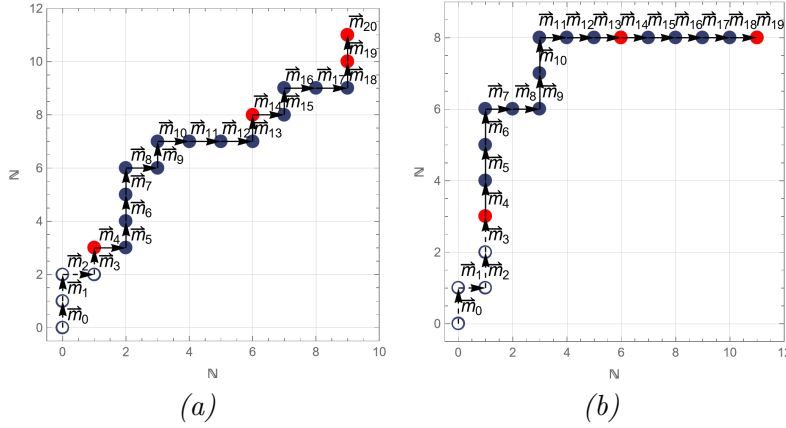 12
m⃗20
m⃗19
10
m⃗16 m⃗17 m⃗18
m⃗14 m⃗15
8
m⃗10 m⃗11 m⃗12 m⃗13
m⃗8 m⃗9
6
m⃗7
ℕ
m⃗6
4
m⃗4 m⃗5
m⃗2 m⃗3
2
m⃗1
m⃗0
0
0 2 4 6 8 10
ℕ
(a)
m⃗11 m⃗12 m⃗13 m⃗14 m⃗15 m⃗16 m⃗17 m⃗18 m⃗19
8
m⃗10
m⃗7 m⃗8 m⃗9
6
m⃗6
m⃗5
ℕ
4
m⃗4
m⃗3
2
m⃗1 m⃗2
m⃗0
0
0 2 4 6 8 10 12
ℕ
(b)